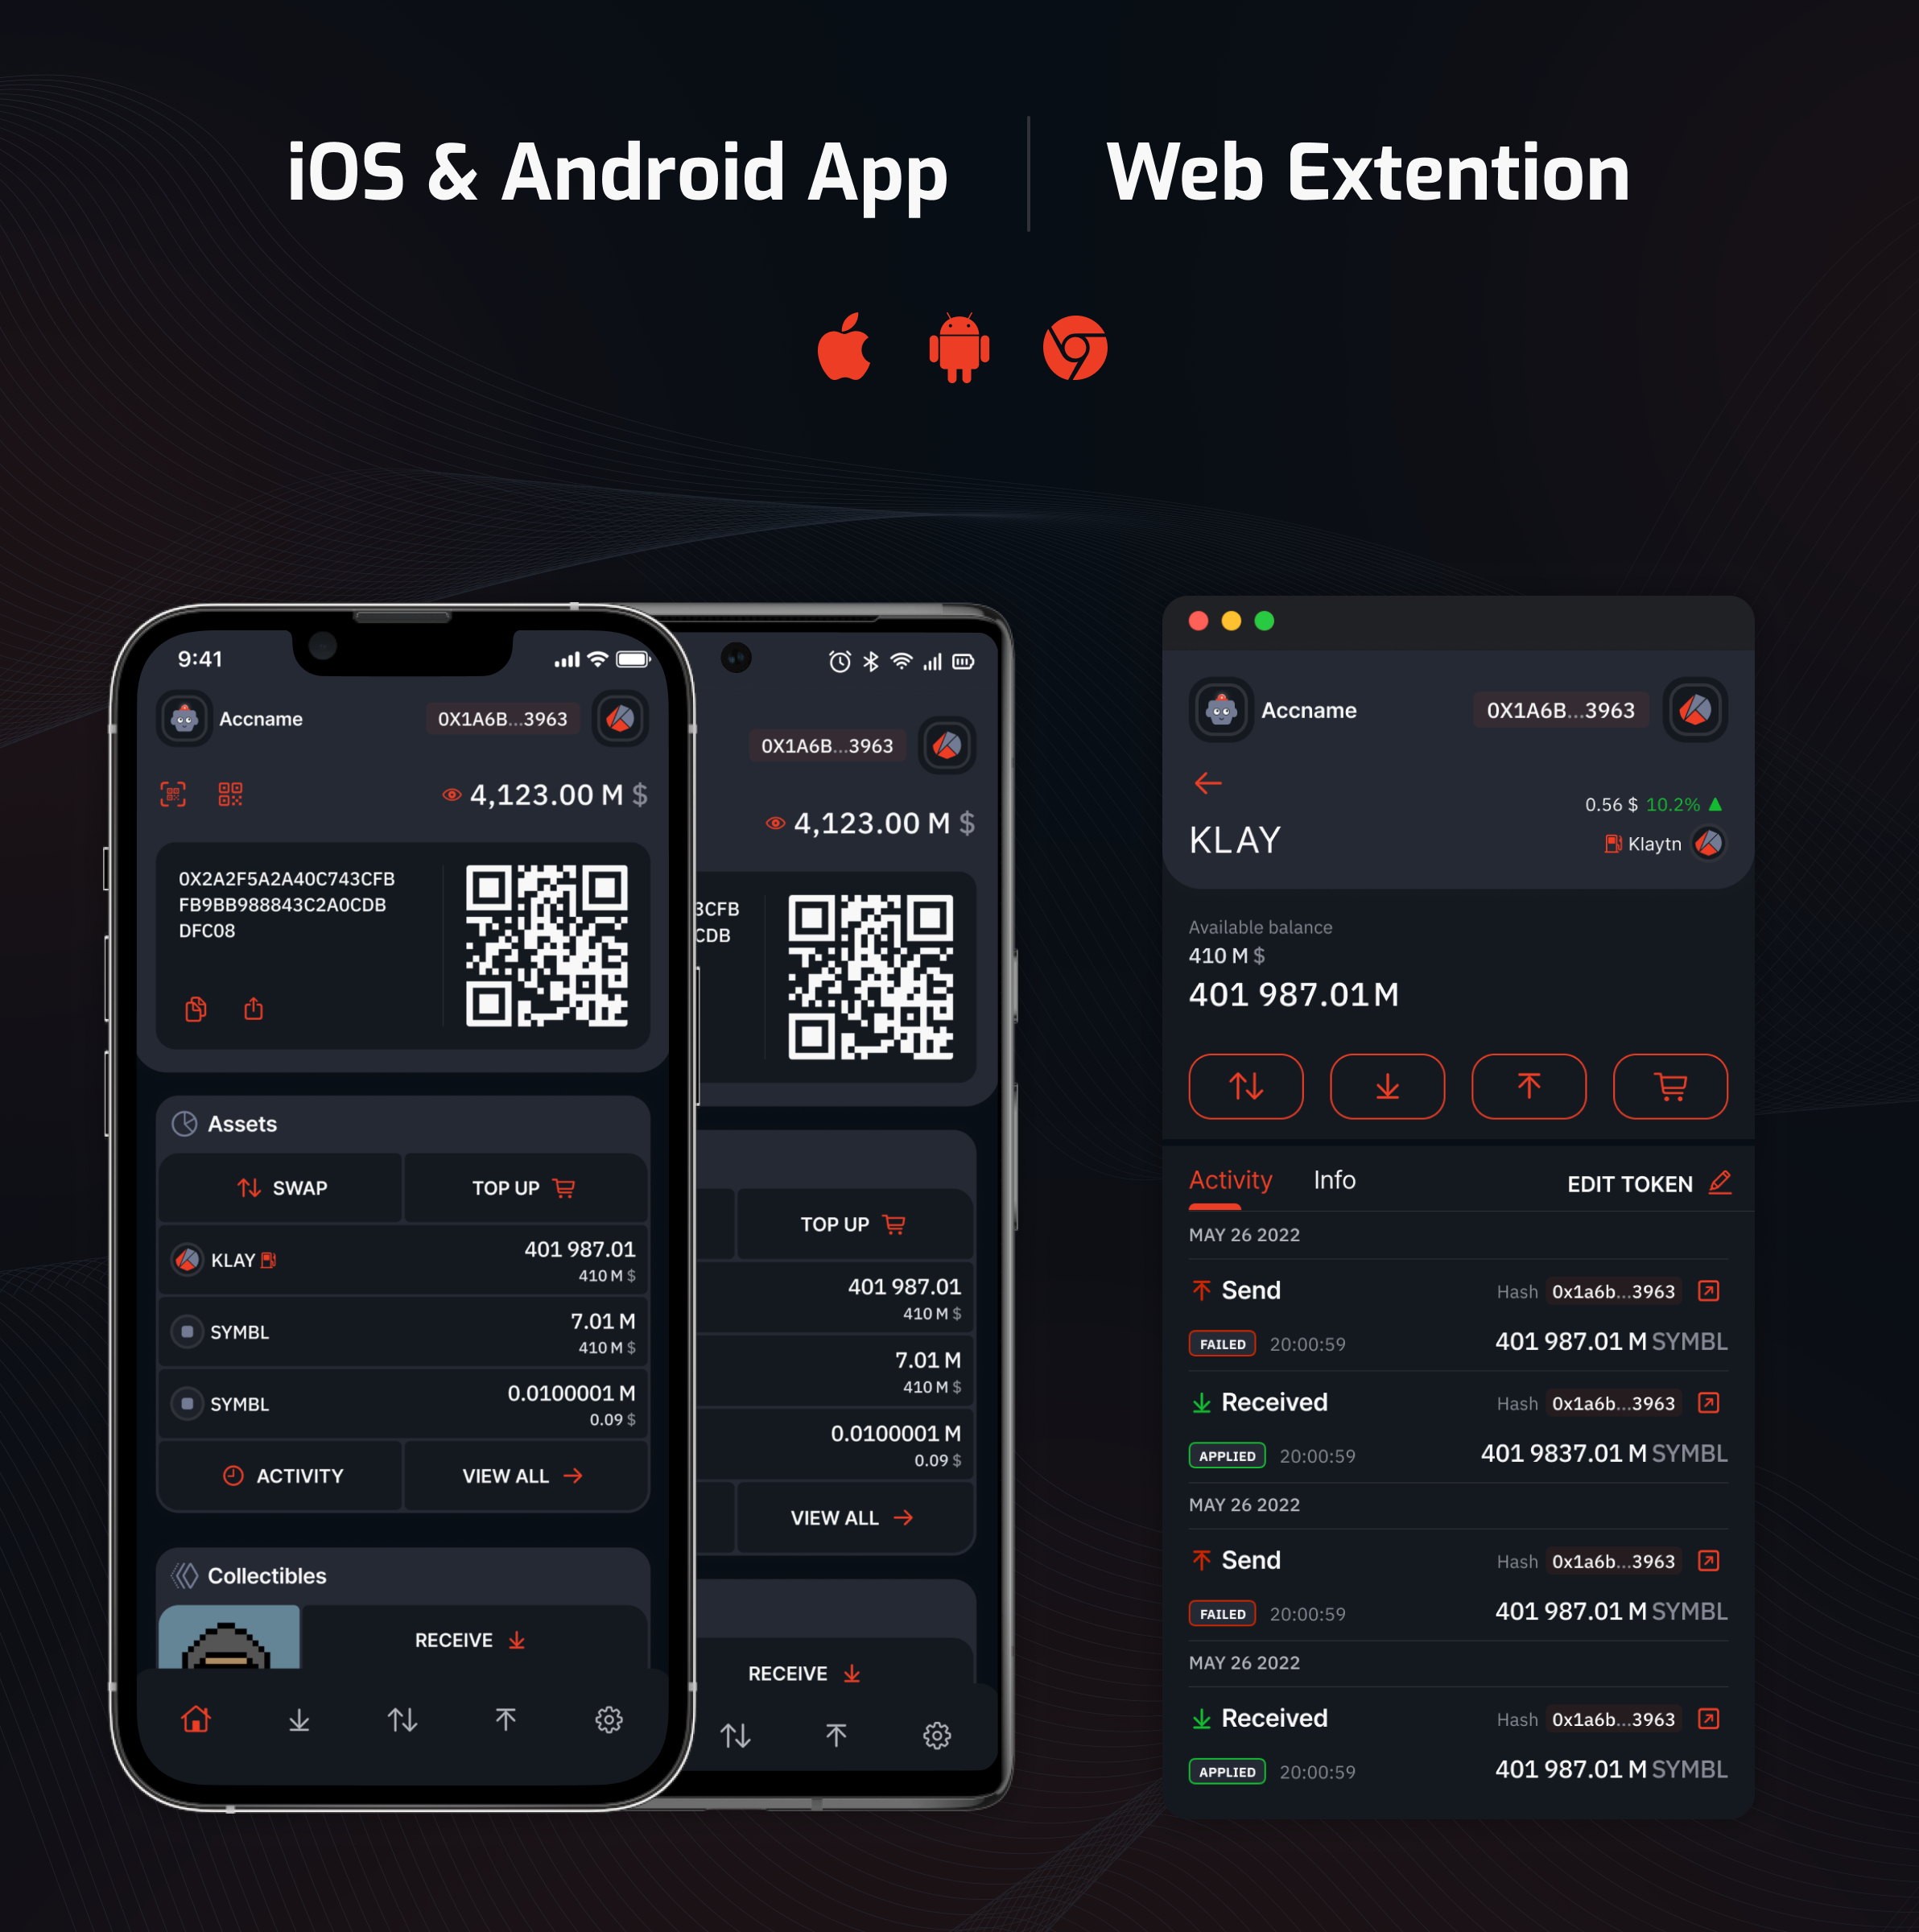 iOS & Android App
Web Extention
9:41
Accname
0X1A6B...3963
4,123.00 M $
0X2A2F5A2A40C743CFB
FB9BB988843C2A0CDB
DFC08
Assets
SWAP
TOP UP
KLAY
401 987.01
410 M $
SYMBL
7.01 M
410 M $
SYMBL
0.0100001 M
0.09 $
ACTIVITY
VIEW ALL
Collectibles
RECEIVE
0X1A6B...3963
4,123.00 M $
3CFB
CDB
TOP UP
401 987.01
410 M $
7.01 M
410 M $
0.0100001 M
0.09 $
VIEW ALL
RECEIVE
Accname
0X1A6B...3963
0.56 $ 10.2%
KLAY
Klaytn
Available balance
410 M $
401 987.01 M
Activity
Info
EDIT TOKEN
MAY 26 2022
Send
Hash 0x1a6b...3963
FAILED 20:00:59
401 987.01 M SYMBL
Received
Hash 0x1a6b...3963
APPLIED 20:00:59
401 9837.01 M SYMBL
MAY 26 2022
Send
Hash 0x1a6b...3963
FAILED 20:00:59
401 987.01 M SYMBL
MAY 26 2022
Received
Hash 0x1a6b...3963
APPLIED 20:00:59
401 987.01 M SYMBL